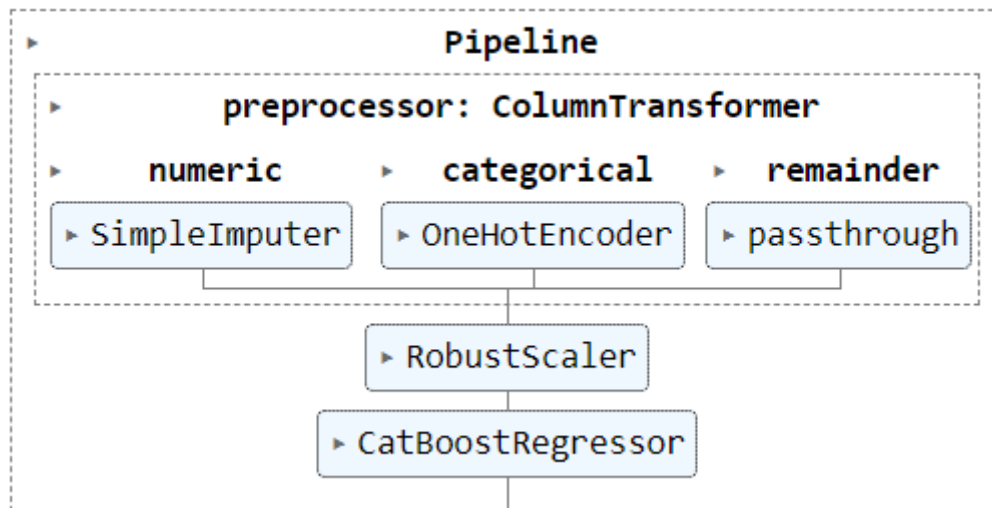 Pipeline
preprocessor: ColumnTransformer
numeric categorical remainder
SimpleImputer OneHotEncoder passthrough
RobustScaler
CatBoostRegressor